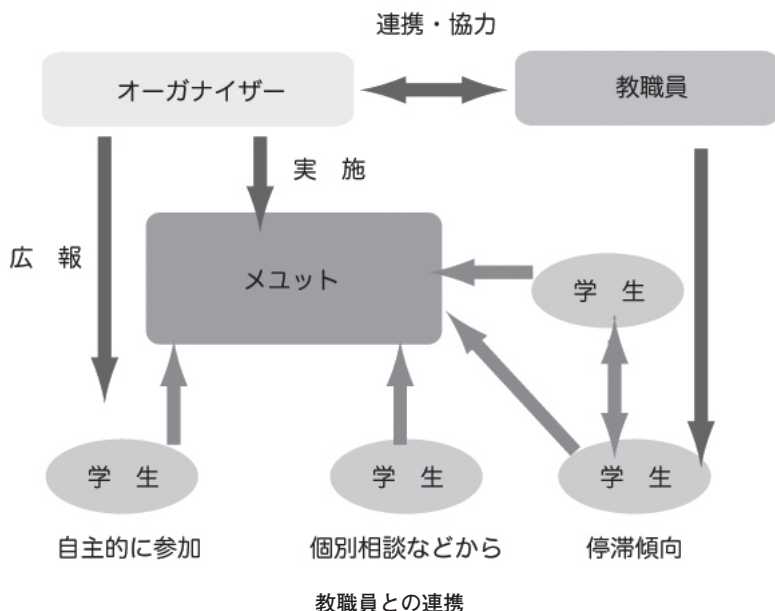 連携・協力
オーガナイザー
教職員
実 施
広 報
メユット
学 生
学 生
学 生
学 生
自主的に参加
個別相談などから
停滞傾向
教職員との連携